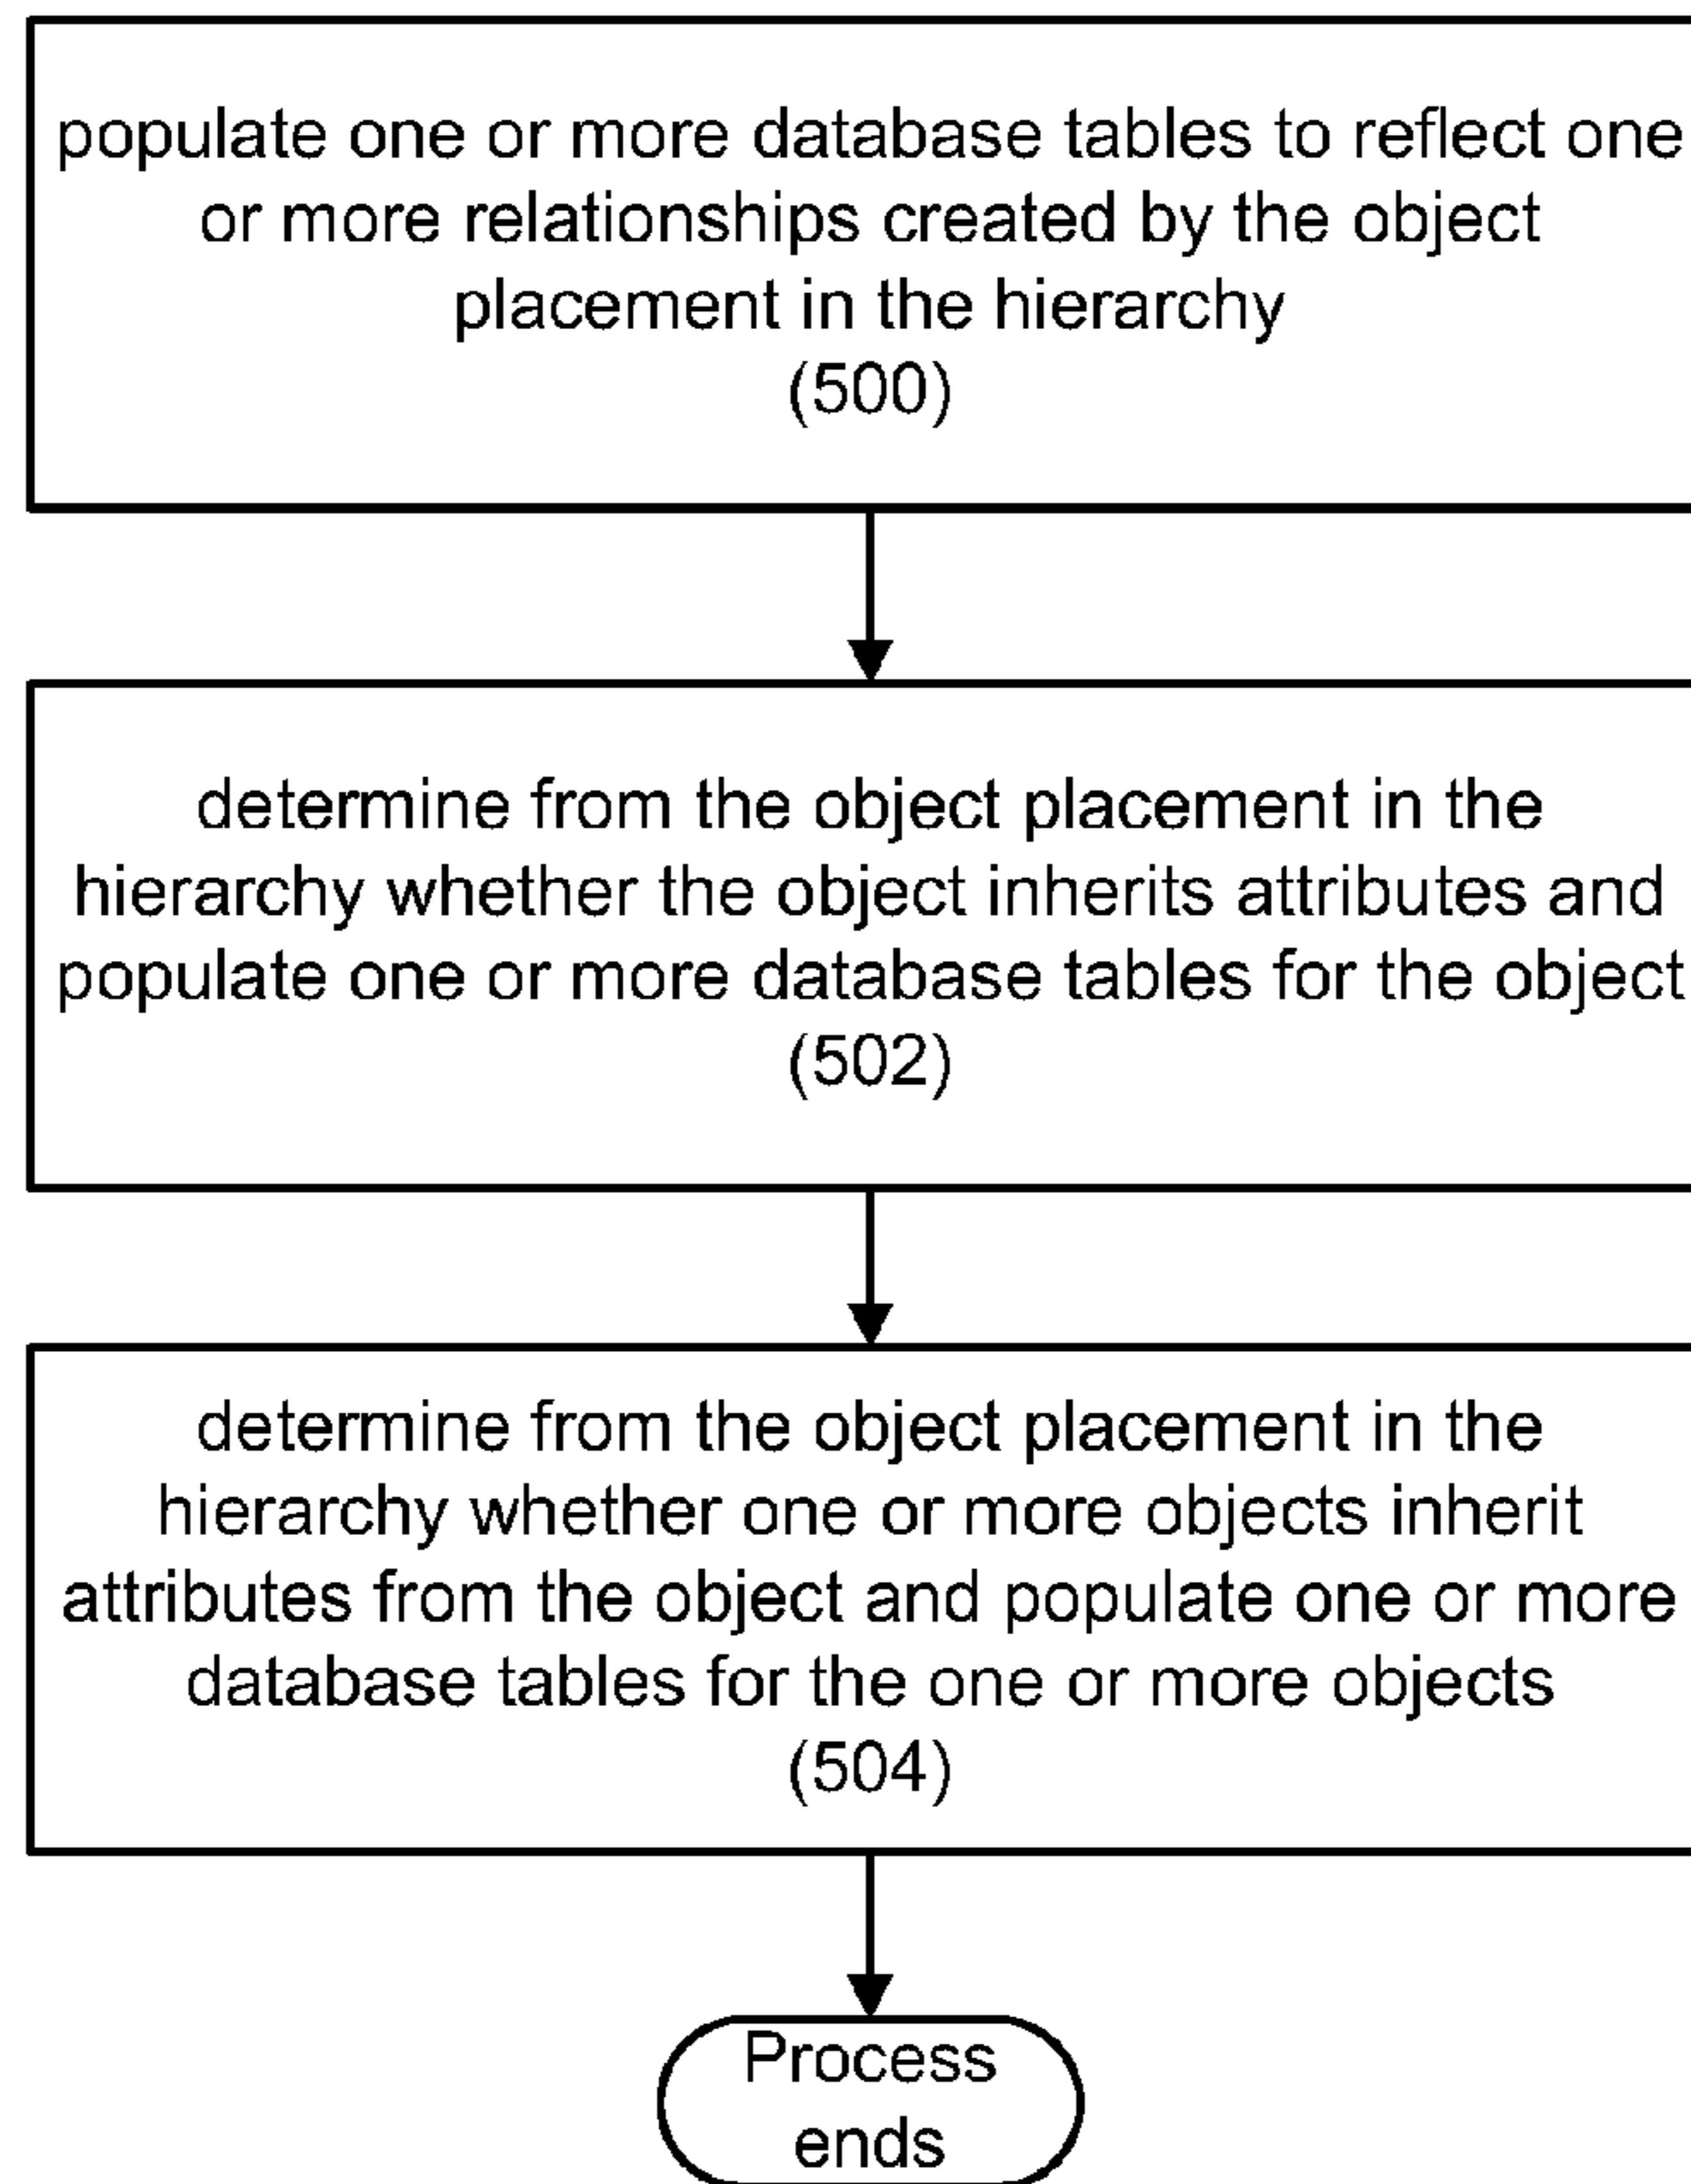 populate one or more database tables to reflect one
or more relationships created by the object
placement in the hierarchy
(500)
determine from the object placement in the
hierarchy whether the object inherits attributes and
populate one or more database tables for the object
(502)
determine from the object placement in the
hierarchy whether one or more objects inherit
attributes from the object and populate one or more
database tables for the one or more objects
(504)
Process
ends